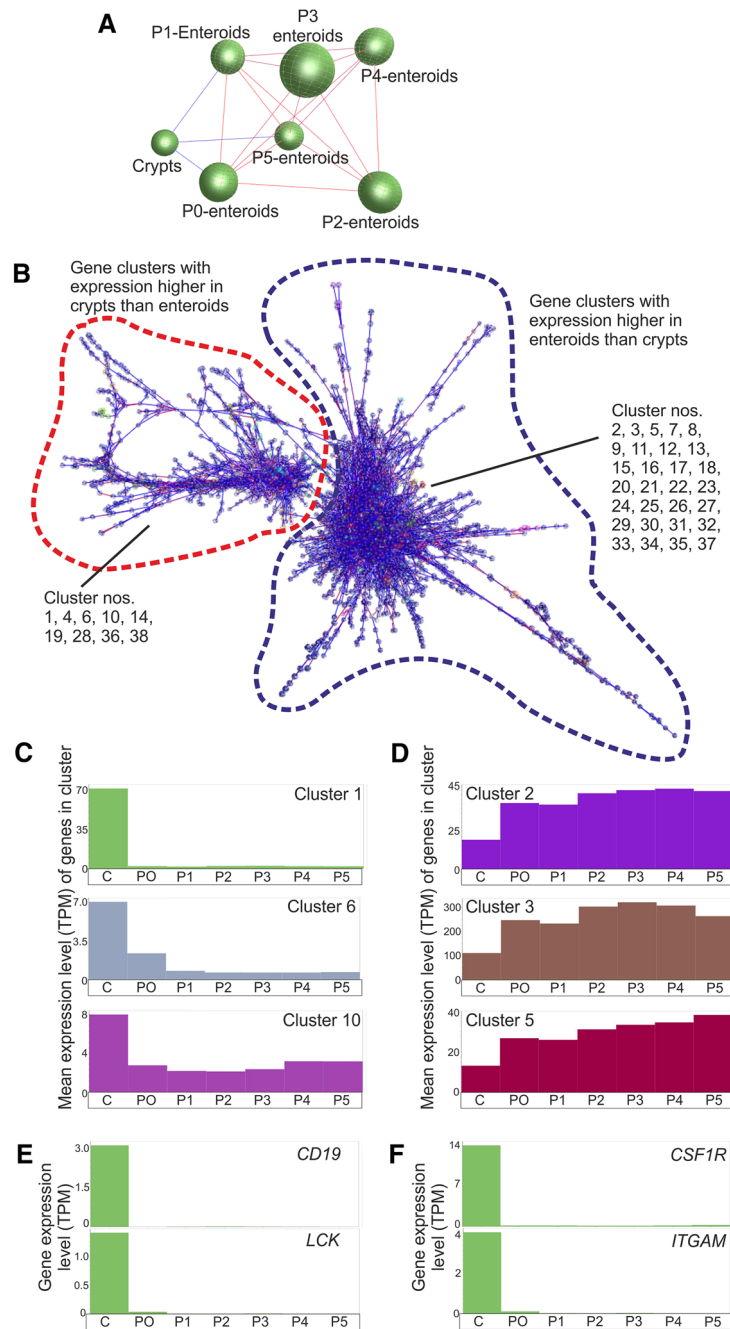 A
P1-Enteroids
P3
enteroids
P4-enteroids
Crypts
P5-enteroids
P0-enteroids
P2-enteroids
B
Gene clusters with
expression higher in
crypts than enteroids
Gene clusters with
expression higher in
enteroids than crypts
Cluster nos.
2, 3, 5, 7, 8,
9, 11, 12, 13,
15, 16, 17, 18,
20, 21, 22, 23,
24, 25, 26, 27,
29, 30, 31, 32,
33, 34, 35, 37
Cluster nos.
1, 4, 6, 10, 14,
19, 28, 36, 38
C
Mean expression level (TPM) of genes in cluster
70
35
0
Cluster 1
C PO P1 P2 P3 P4 P5
7.0
3.5
0
Cluster 6
C PO P1 P2 P3 P4 P5
8
4
0
Cluster 10
C PO P1 P2 P3 P4 P5
D
Mean expression level (TPM) of genes in cluster
45
25
0
Cluster 2
C PO P1 P2 P3 P4 P5
300
200
100
0
Cluster 3
C PO P1 P2 P3 P4 P5
40
20
0
Cluster 5
C PO P1 P2 P3 P4 P5
E
Gene expression
level (TPM)
3.0
1.5
0
CD19
1.0
0.5
0.0
LCK
C PO P1 P2 P3 P4 P5
F
Gene expression
level (TPM)
14
7
0
CSF1R
4
2
0
ITGAM
C PO P1 P2 P3 P4 P5